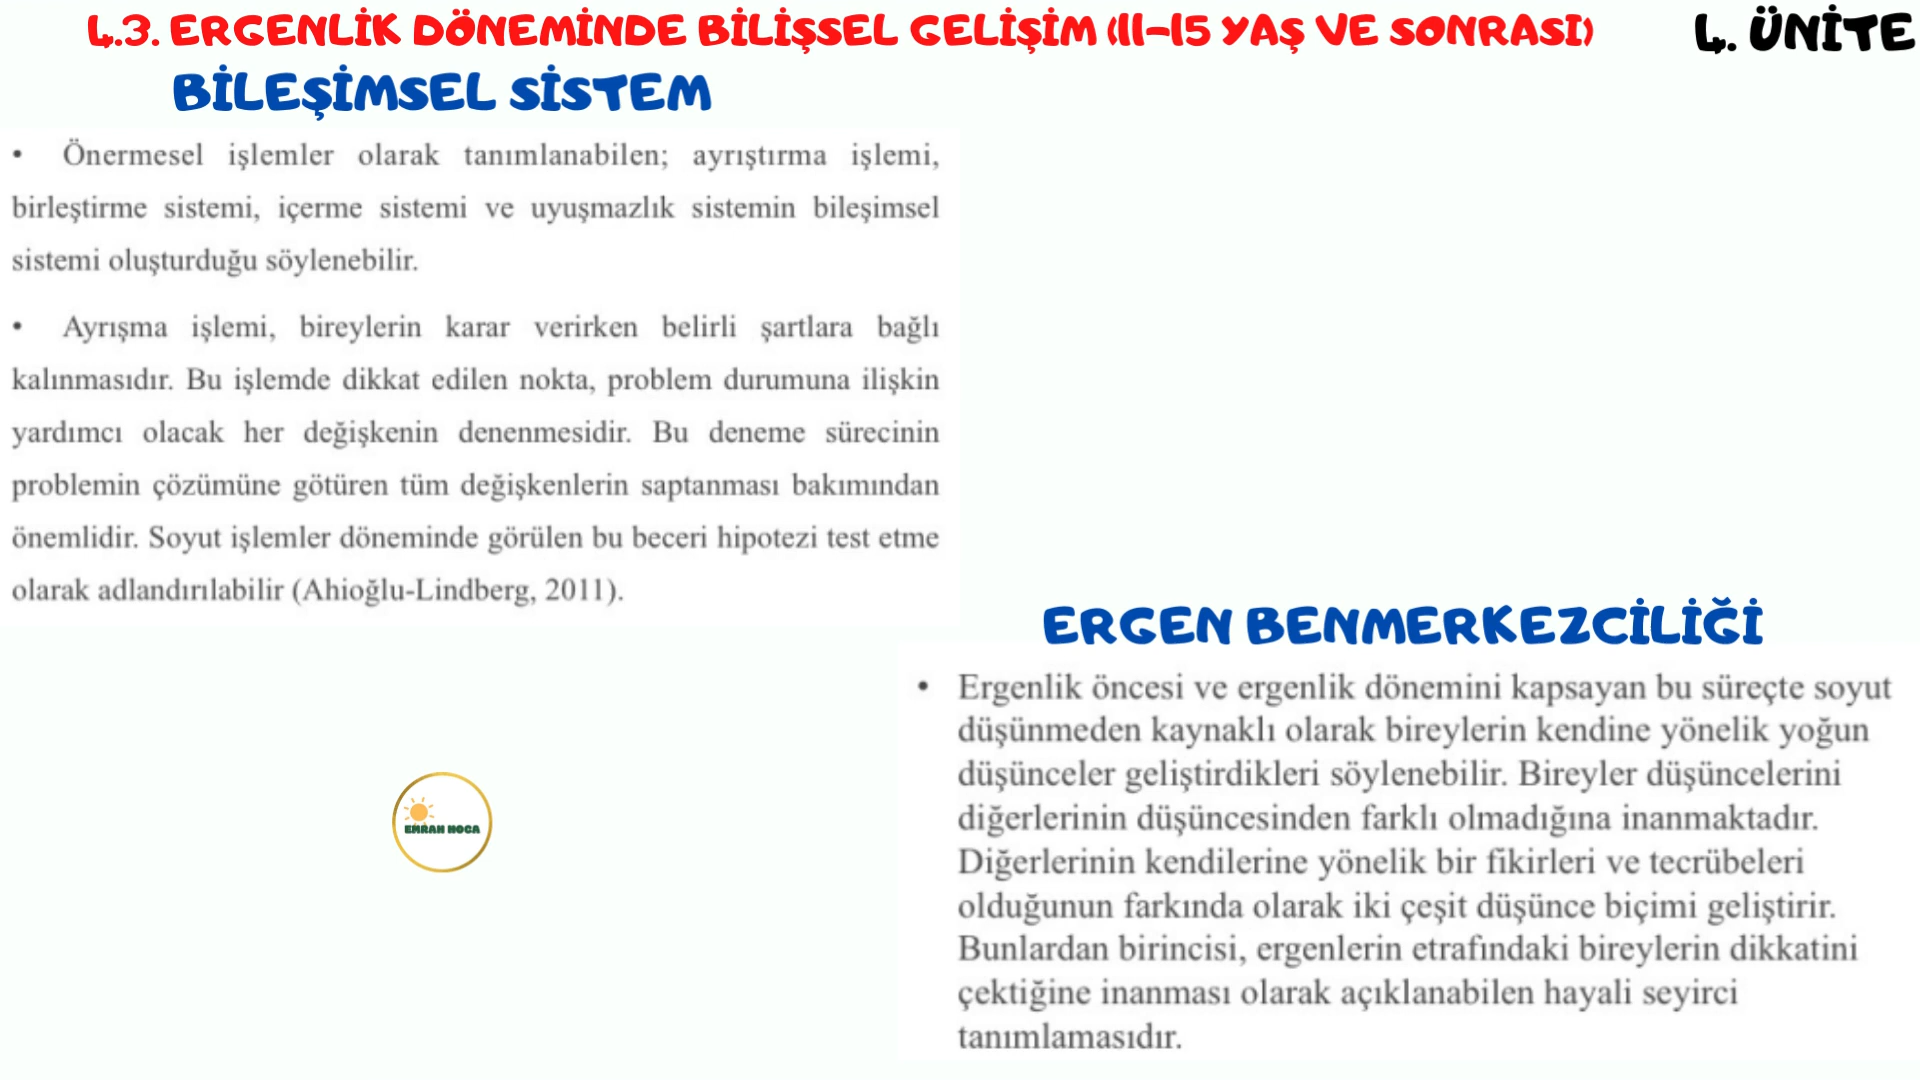 4.3. ERGENLİK DÖNEMİNDE BİLİŞSEL GELİŞİM (11-15 YAŞ VE SONRASI)
4. ÜNİTE
BİLEŞİMSEL SİSTEM
• Önermesel işlemler olarak tanımlanabilen; ayrıştırma işlemi,
birleştirme sistemi, içerme sistemi ve uyuşmazlık sistemin bileşimsel
sistemi oluşturduğu söylenebilir.
• Ayrışma işlemi, bireylerin karar verirken belirli şartlara bağlı
kalınmasıdır. Bu işlemde dikkat edilen nokta, problem durumuna ilişkin
yardımcı olacak her değişkenin denenmesidir. Bu deneme sürecinin
problemin çözümüne götüren tüm değişkenlerin saptanması bakımından
önemlidir. Soyut işlemler döneminde görülen bu beceri hipotezi test etme
olarak adlandırılabilir (Ahioğlu-Lindberg, 2011).
ERGEN BENMERKEZCİLİĞİ
• Ergenlik öncesi ve ergenlik dönemini kapsayan bu süreçte soyut
düşünmeden kaynaklı olarak bireylerin kendine yönelik yoğun
düşünceler geliştirdikleri söylenebilir. Bireyler düşüncelerini
diğerlerinin düşüncesinden farklı olmadığına inanmaktadır.
Diğerlerinin kendilerine yönelik bir fikirleri ve tecrübeleri
olduğunun farkında olarak iki çeşit düşünce biçimi geliştirir.
Bunlardan birincisi, ergenlerin etrafındaki bireylerin dikkatini
çektiğine inanması olarak açıklanabilen hayali seyirci
tanımlamasıdır.
EMRAH HOCA